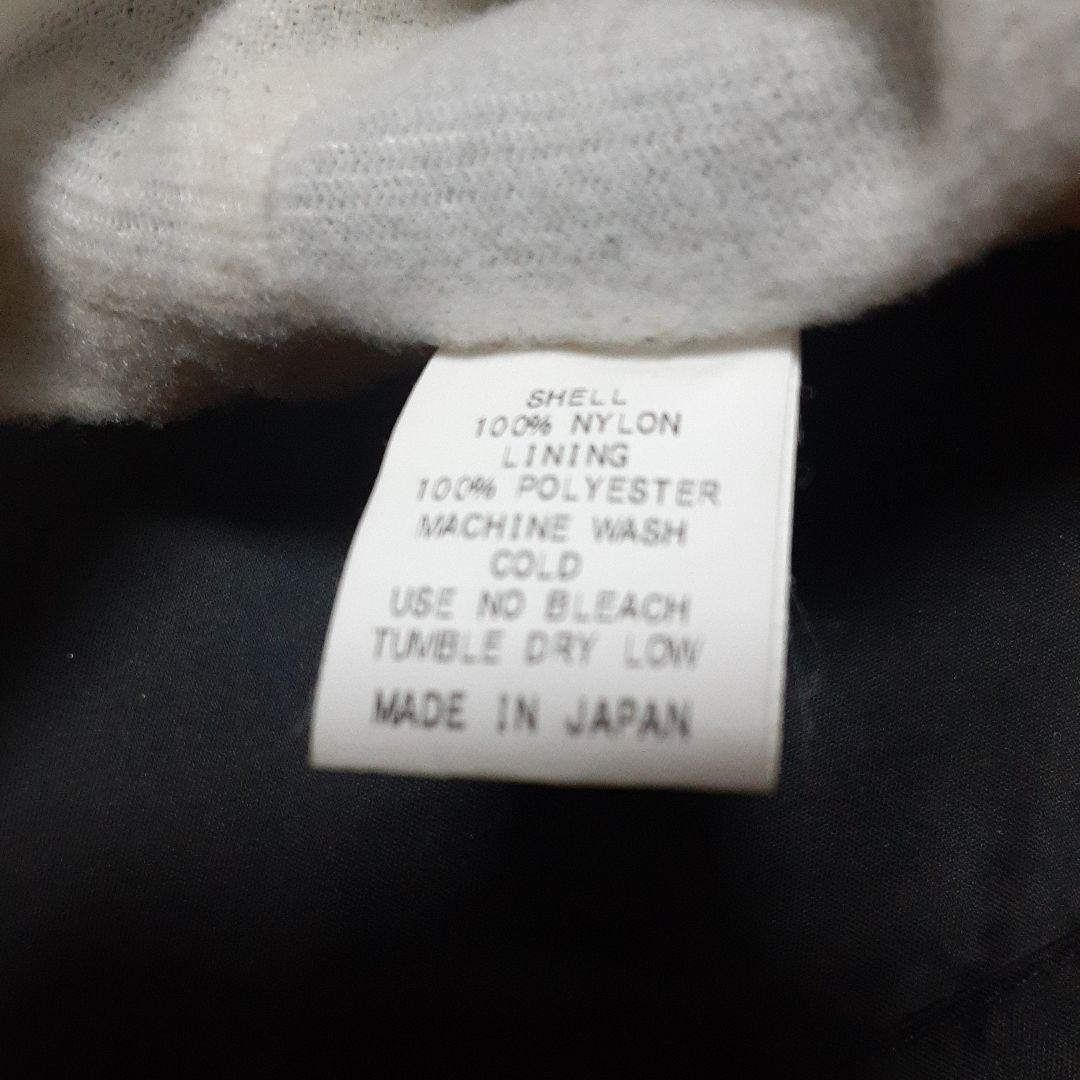 SHELL
100% NYLON
LINING
100% POLYESTER
MACHINE WASH
COLD
USE NO BLEACH
TUMBLE DRY LOW
MADE IN JAPAN